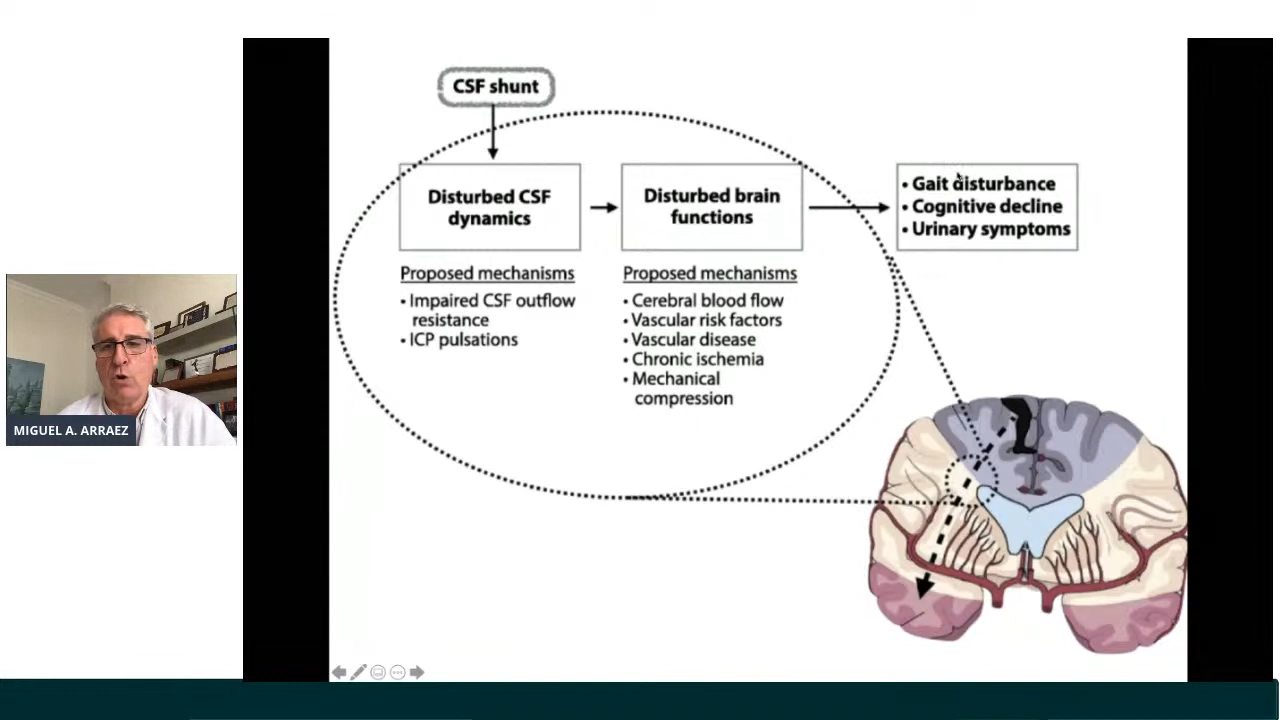 CSF shunt
Disturbed CSF
dynamics
Disturbed brain
functions
• Gait disturbance
• Cognitive decline
• Urinary symptoms
Proposed mechanisms
• Impaired CSF outflow
resistance
• ICP pulsations
Proposed mechanisms
• Cerebral blood flow
• Vascular risk factors
• Vascular disease
• Chronic ischemia
• Mechanical
compression
MIGUEL A. ARRAEZ